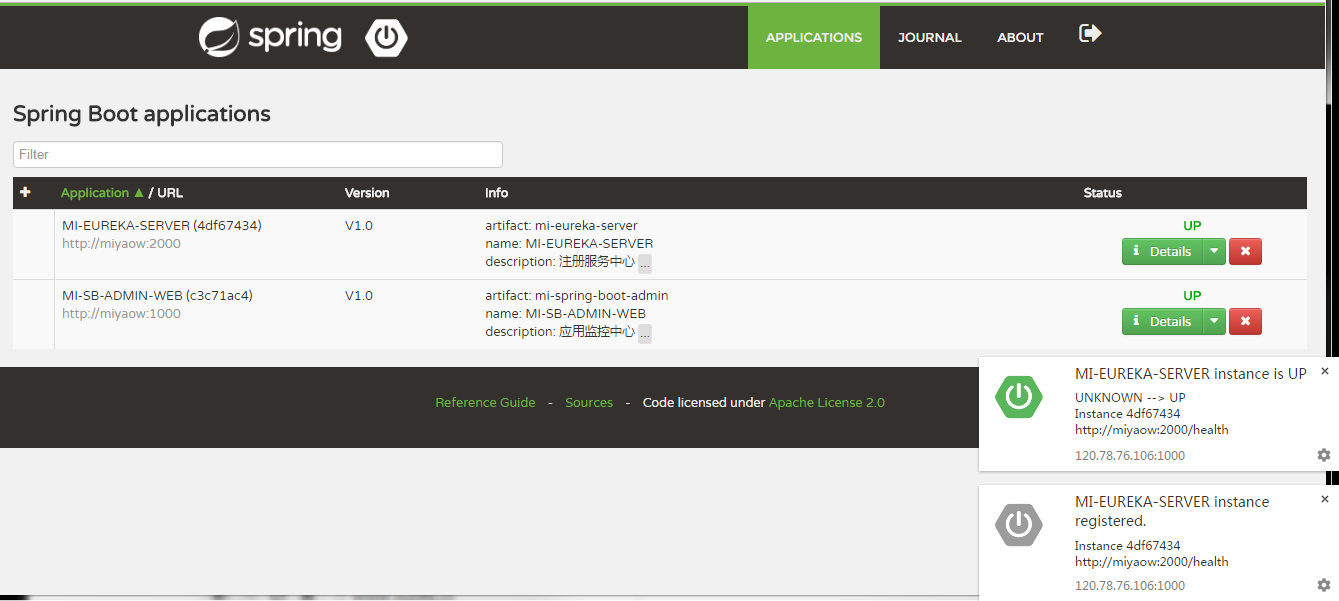 spring
APPLICATIONS
JOURNAL
ABOUT
Spring Boot applications
Filter
Application ▲ / URL
Version
Info
Status
MI-EUREKA-SERVER (4df67434)
http://miyaow:2000
V1.0
artifact: mi-eureka-server
name: MI-EUREKA-SERVER
description: 注册服务中心 ...
UP
Details
MI-SB-ADMIN-WEB (c3c71ac4)
http://miyaow:1000
V1.0
artifact: mi-spring-boot-admin
name: MI-SB-ADMIN-WEB
description: 应用监控中心 ...
UP
Details
Reference Guide - Sources - Code licensed under Apache License 2.0
MI-EUREKA-SERVER instance is UP
UNKNOWN --> UP
Instance 4df67434
http://miyaow:2000/health
120.78.76.106:1000
MI-EUREKA-SERVER instance
registered.
Instance 4df67434
http://miyaow:2000/health
120.78.76.106:1000